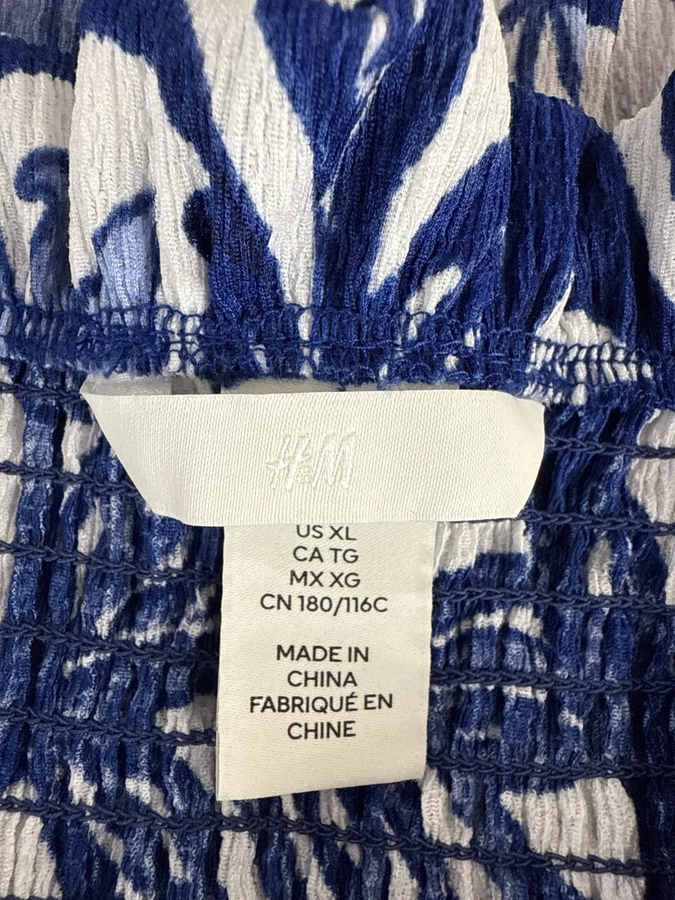 H&M
US XL
CA TG
MX XG
CN 180/116C
MADE IN
CHINA
FABRIQUÉ EN
CHINE